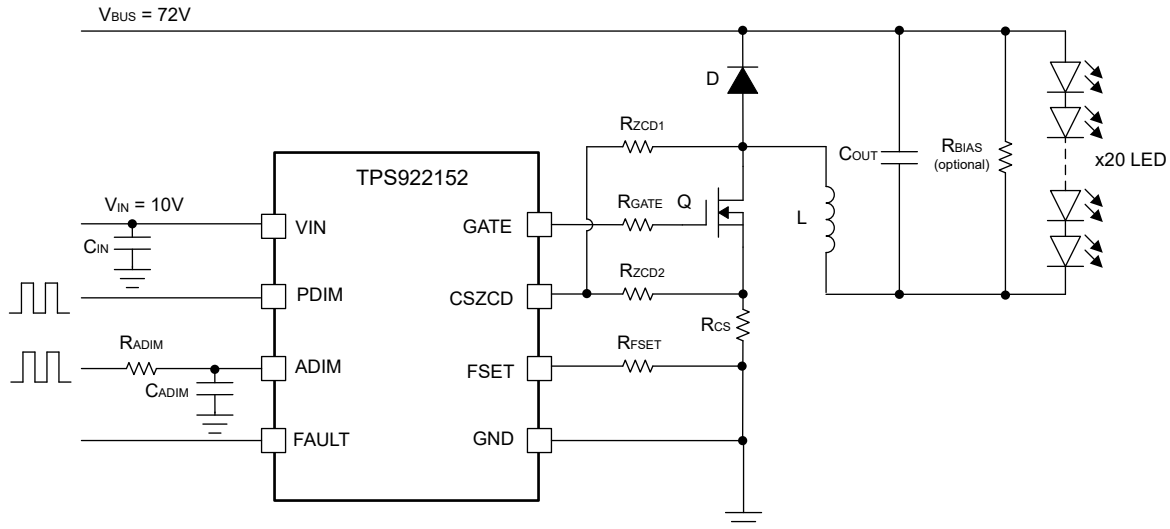 VBUS = 72V
D
RZCD1
COUT
RBIAS
(optional)
x20 LED
TPS922152
VIN = 10V
CIN
VIN
GATE
RGATE
Q
L
PDIM
CSZCD
RZCD2
RCS
RADIM
CADIM
ADIM
FSET
RFSET
FAULT
GND